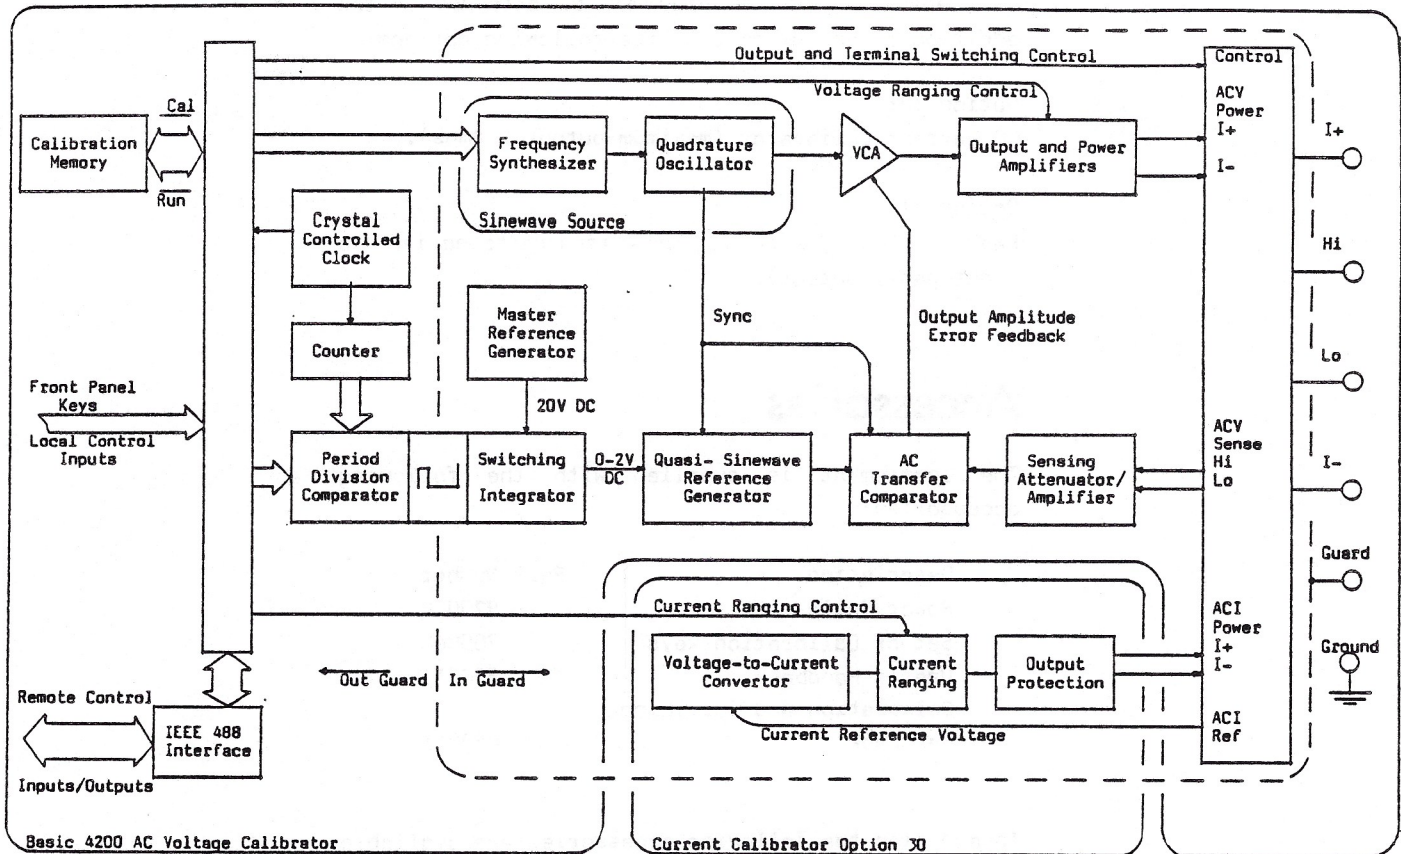 Output and Terminal Switching Control
Control
Voltage Ranging Control
ACV
Power
I+
I-
Cal
Calibration
Memory
Run
Frequency
Synthesizer
Quadrature
Oscillator
VCA
Output and Power
Amplifiers
I+
Sinewave Source
Crystal
Controlled
Clock
Hi
Master
Reference
Generator
Sync
Output Amplitude
Error Feedback
Counter
Lo
Front Panel
Keys
Local Control
Inputs
20V DC
Period
Division
Comparator
Switching
Integrator
0-2V
DC
Quasi- Sinewave
Reference
Generator
AC
Transfer
Comparator
Sensing
Attenuator/
Amplifier
ACV
Sense
Hi
Lo
I-
Guard
Current Ranging Control
ACI
Power
I+
I-
Voltage-to-Current
Convertor
Current
Ranging
Output
Protection
Ground
Out Guard
In Guard
Remote Control
IEEE 488
Interface
Inputs/Outputs
Current Reference Voltage
ACI
Ref
Basic 4200 AC Voltage Calibrator
Current Calibrator Option 30